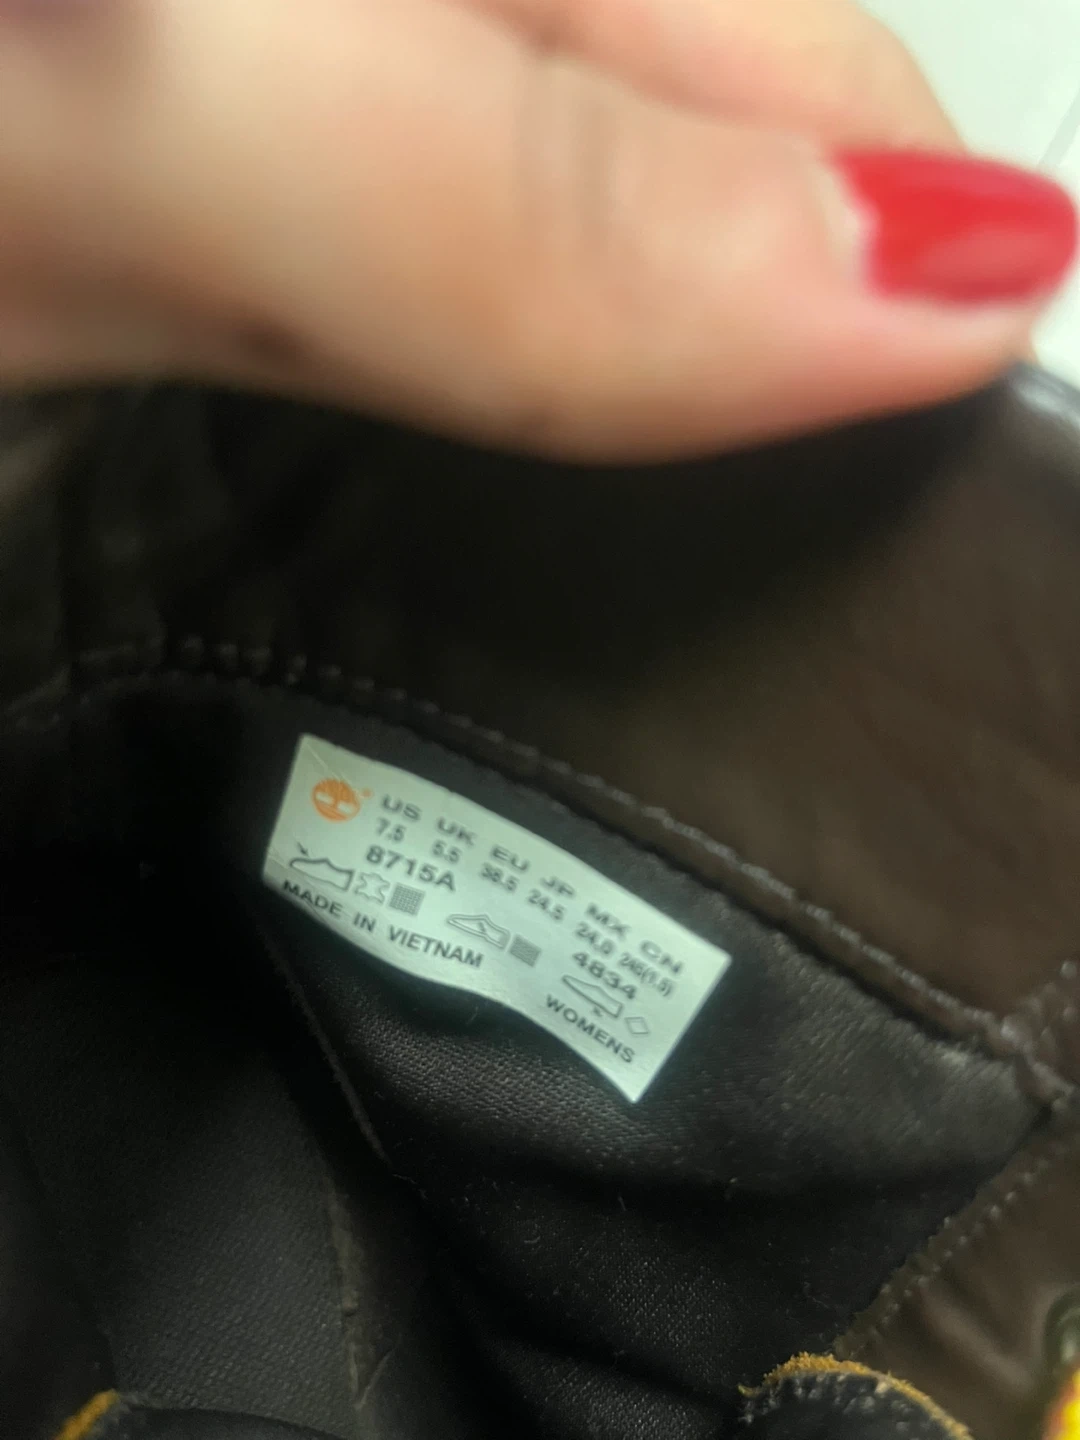 US UK EU JP MX CN
7.5 5.5 38.5 24.5 24.0 245(1.5)
8715A 4834
MADE IN VIETNAM WOMENS